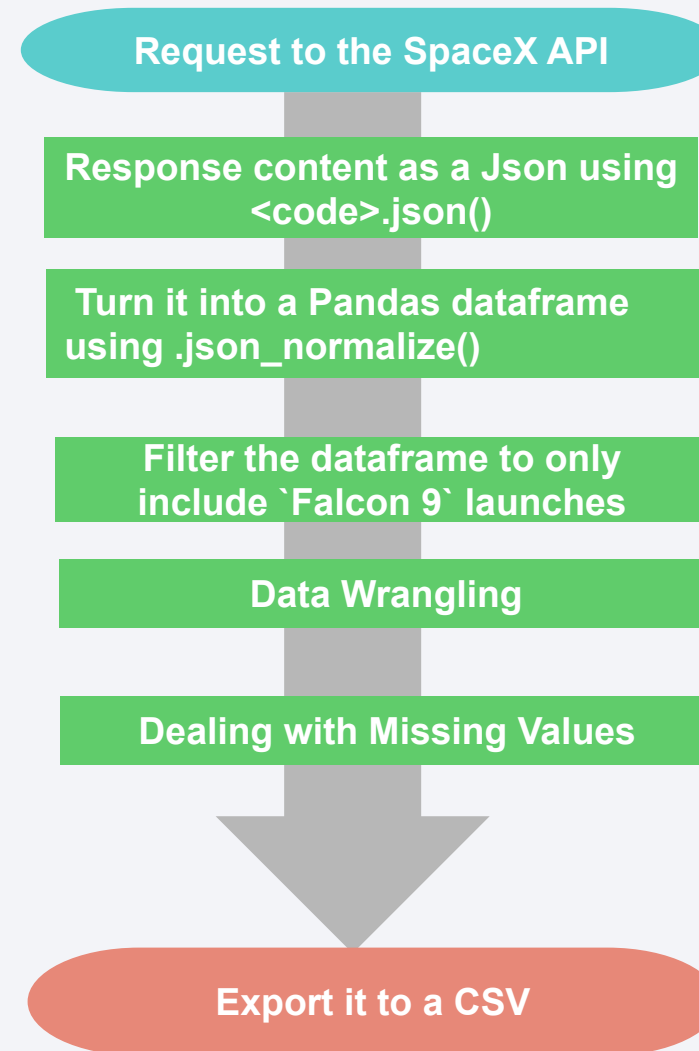 Request to the SpaceX API
Response content as a Json using
<code>.json()
Turn it into a Pandas dataframe
using .json_normalize()
Filter the dataframe to only
include `Falcon 9` launches
Data Wrangling
Dealing with Missing Values
Export it to a CSV